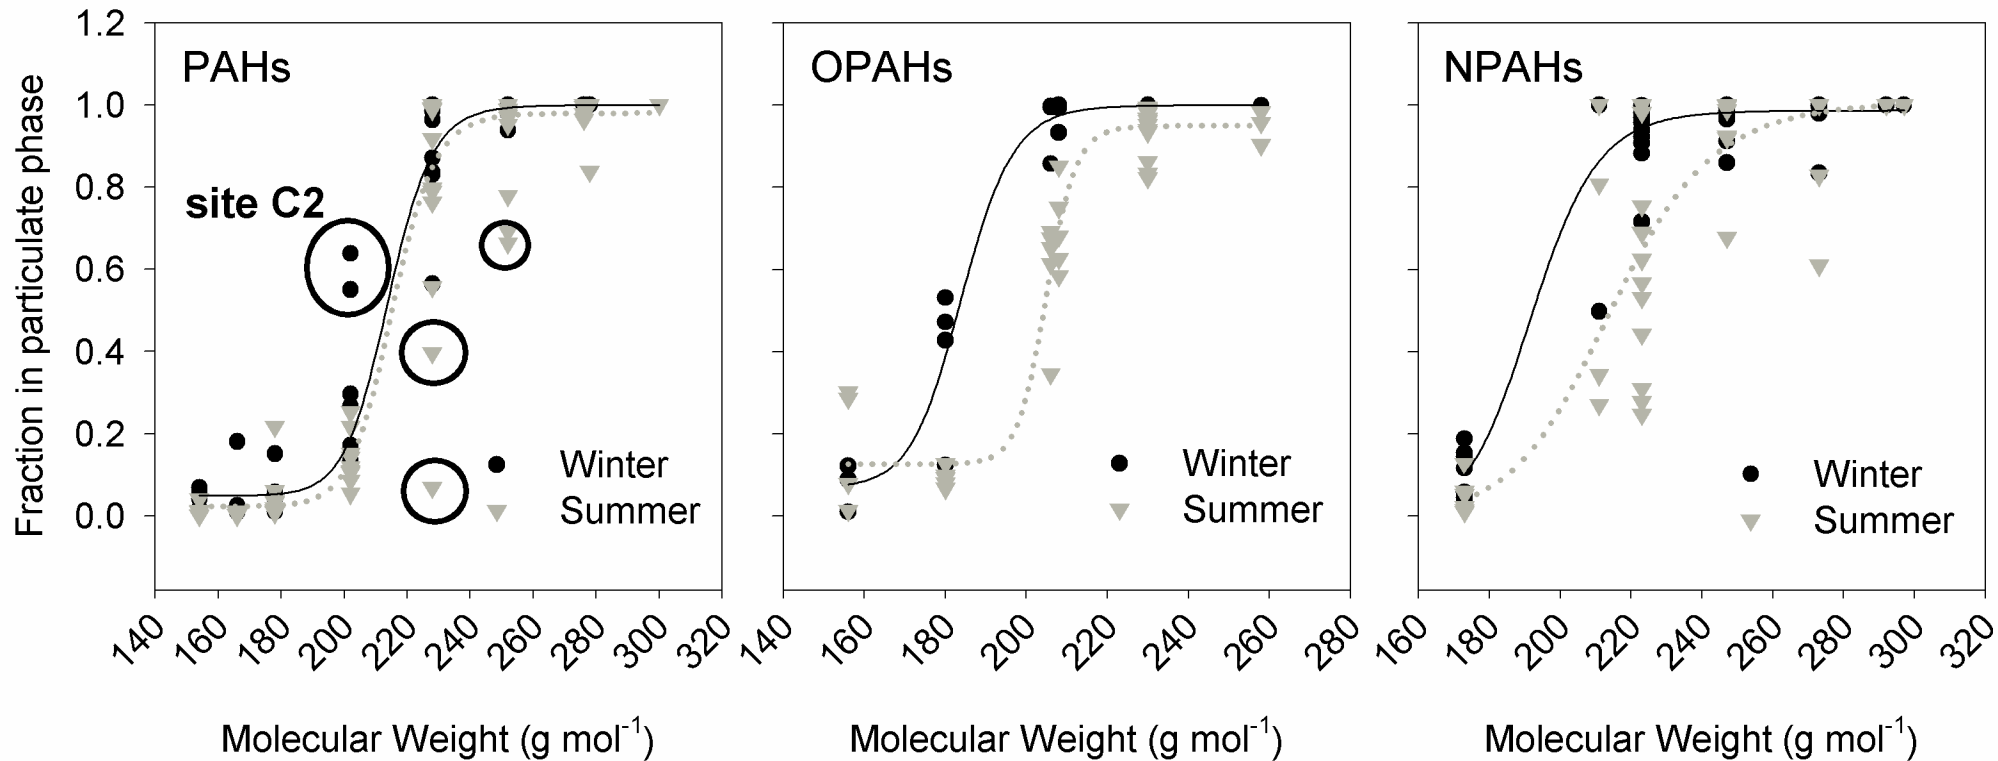 Fraction in particulate phase
1.2
1.0
0.8
0.6
0.4
0.2
0.0
PAHs
site C2
Winter
Summer
140 160 180 200 220 240 260 280 300 320
Molecular Weight (g mol⁻¹)
OPAHs
Winter
Summer
140 160 180 200 220 240 260 280
Molecular Weight (g mol⁻¹)
NPAHs
Winter
Summer
160 180 200 220 240 260 280 300 320
Molecular Weight (g mol⁻¹)